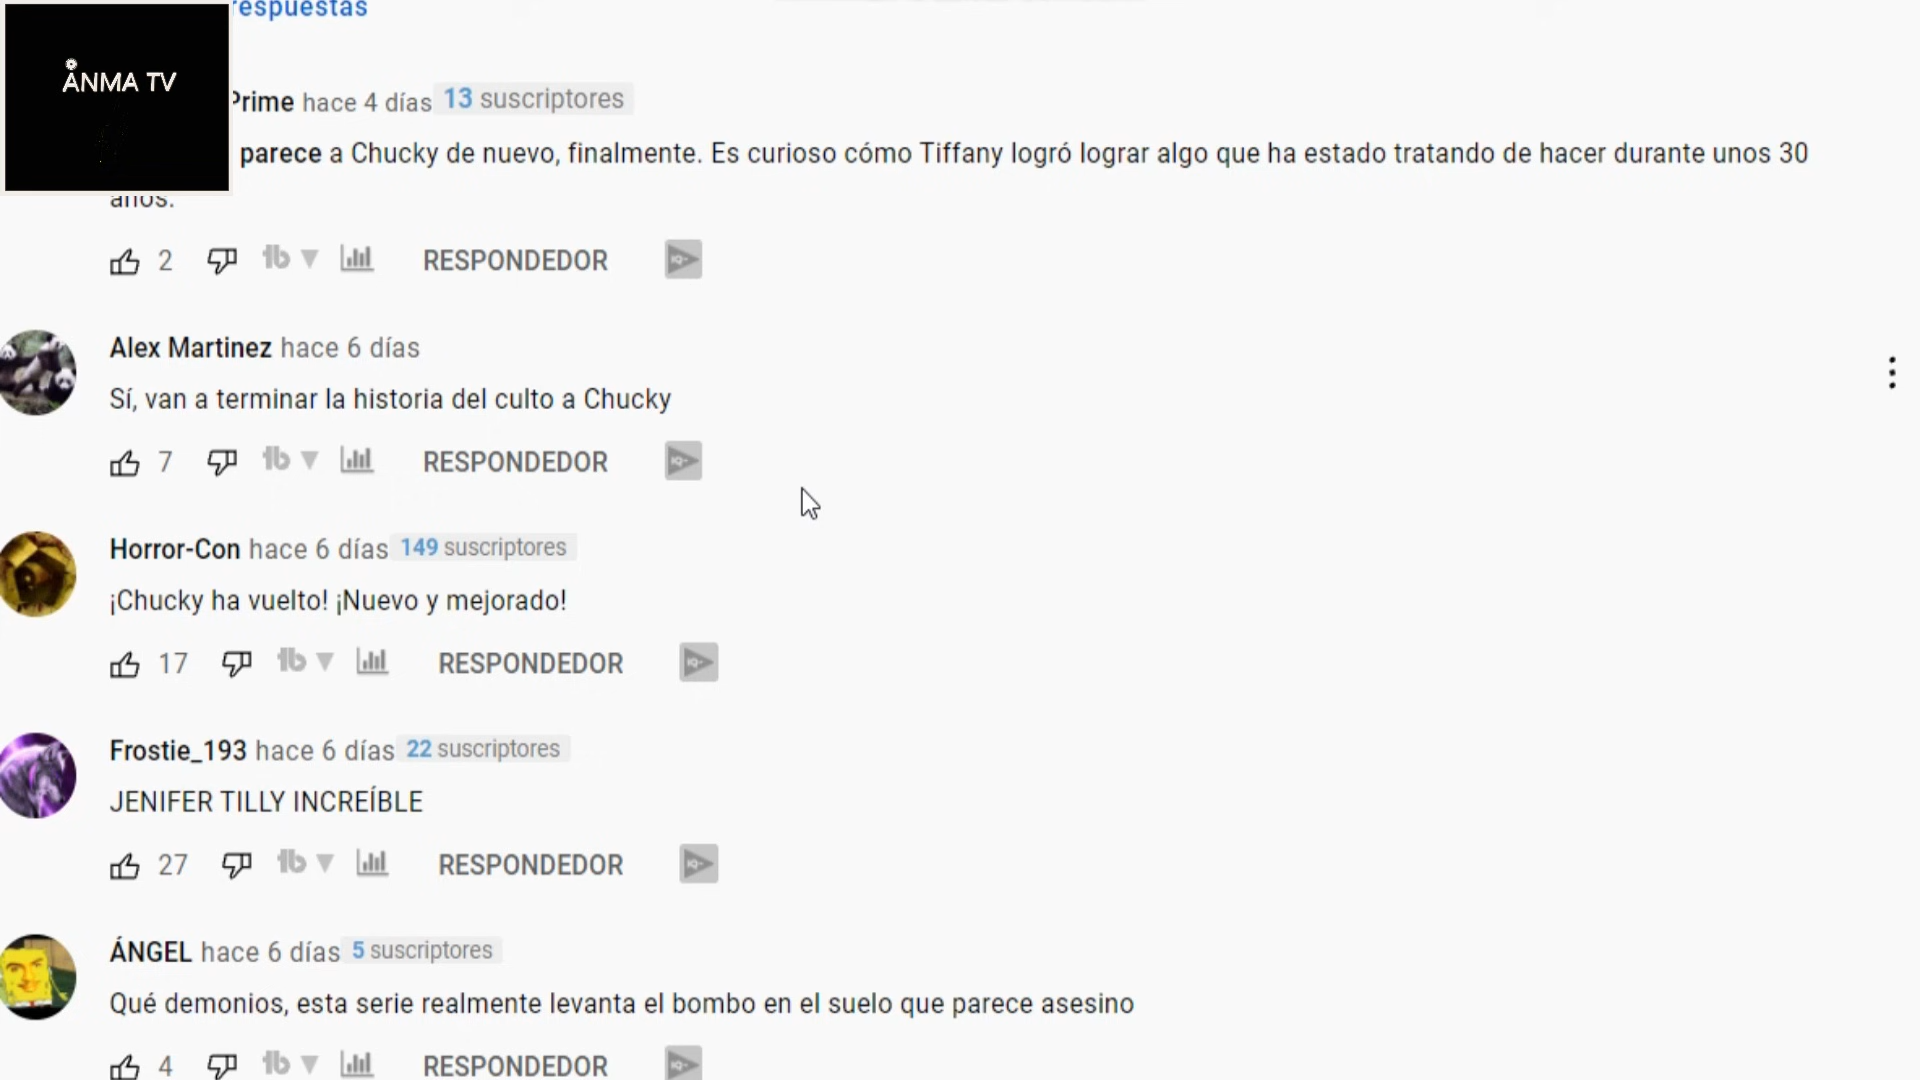 respuestas
ÅNMA TV
Prime hace 4 días 13 suscriptores
parece a Chucky de nuevo, finalmente. Es curioso cómo Tiffany logró lograr algo que ha estado tratando de hacer durante unos 30
años.
2 RESPONDEDOR
Alex Martinez hace 6 días
Sí, van a terminar la historia del culto a Chucky
7 RESPONDEDOR
Horror-Con hace 6 días 149 suscriptores
¡Chucky ha vuelto! ¡Nuevo y mejorado!
17 RESPONDEDOR
Frostie_193 hace 6 días 22 suscriptores
JENIFER TILLY INCREÍBLE
27 RESPONDEDOR
ÁNGEL hace 6 días 5 suscriptores
Qué demonios, esta serie realmente levanta el bombo en el suelo que parece asesino
4 RESPONDEDOR